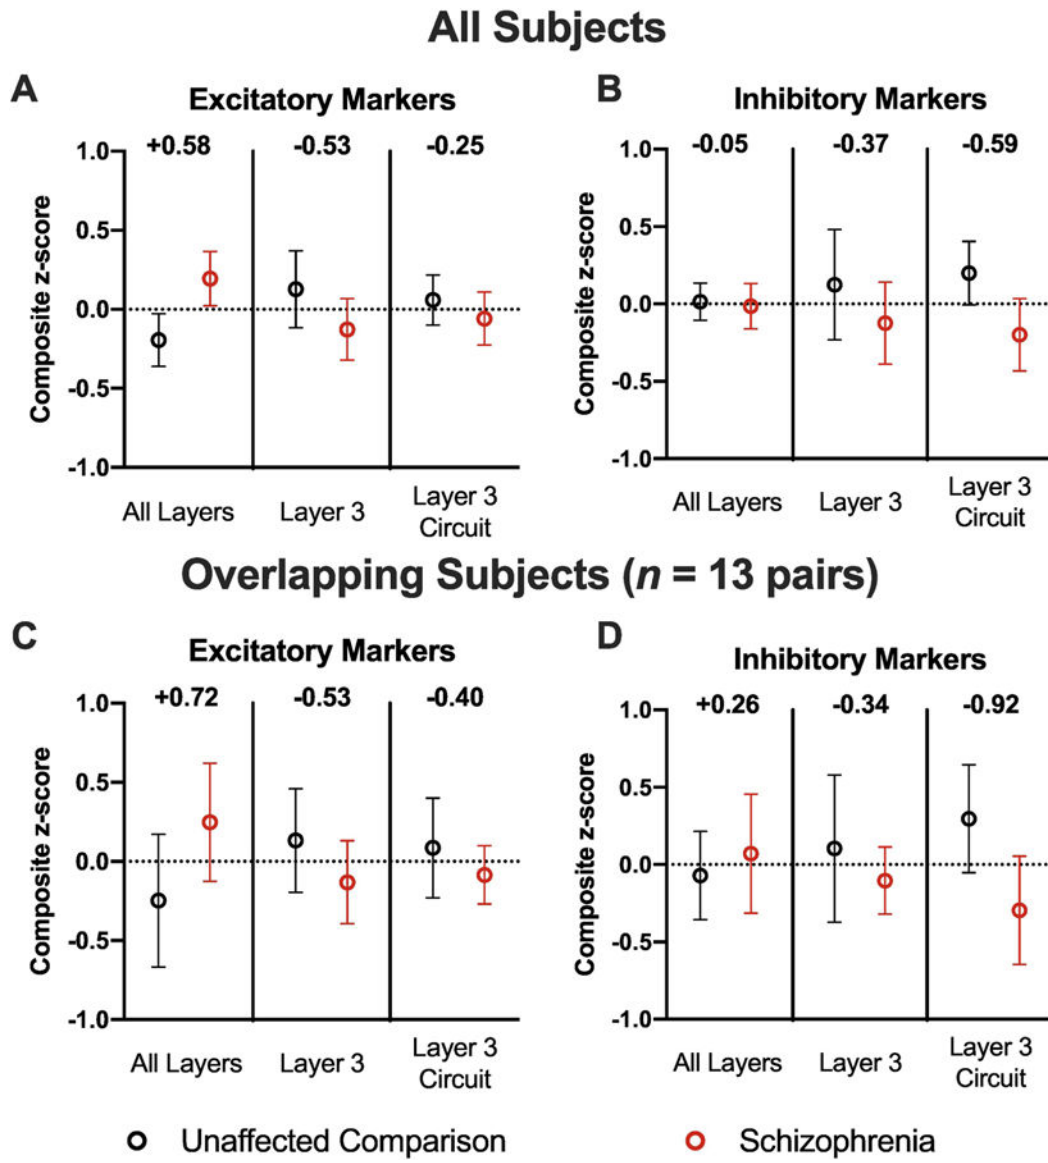 All Subjects
A
Excitatory Markers
+0.58 -0.53 -0.25
1.0
0.5
0.0
-0.5
-1.0
Composite z-score
All Layers Layer 3 Layer 3
Circuit
B
Inhibitory Markers
-0.05 -0.37 -0.59
1.0
0.5
0.0
-0.5
-1.0
Composite z-score
All Layers Layer 3 Layer 3
Circuit
Overlapping Subjects (n = 13 pairs)
C
Excitatory Markers
+0.72 -0.53 -0.40
1.0
0.5
0.0
-0.5
-1.0
Composite z-score
All Layers Layer 3 Layer 3
Circuit
D
Inhibitory Markers
+0.26 -0.34 -0.92
1.0
0.5
0.0
-0.5
-1.0
Composite z-score
All Layers Layer 3 Layer 3
Circuit
Unaffected Comparison Schizophrenia